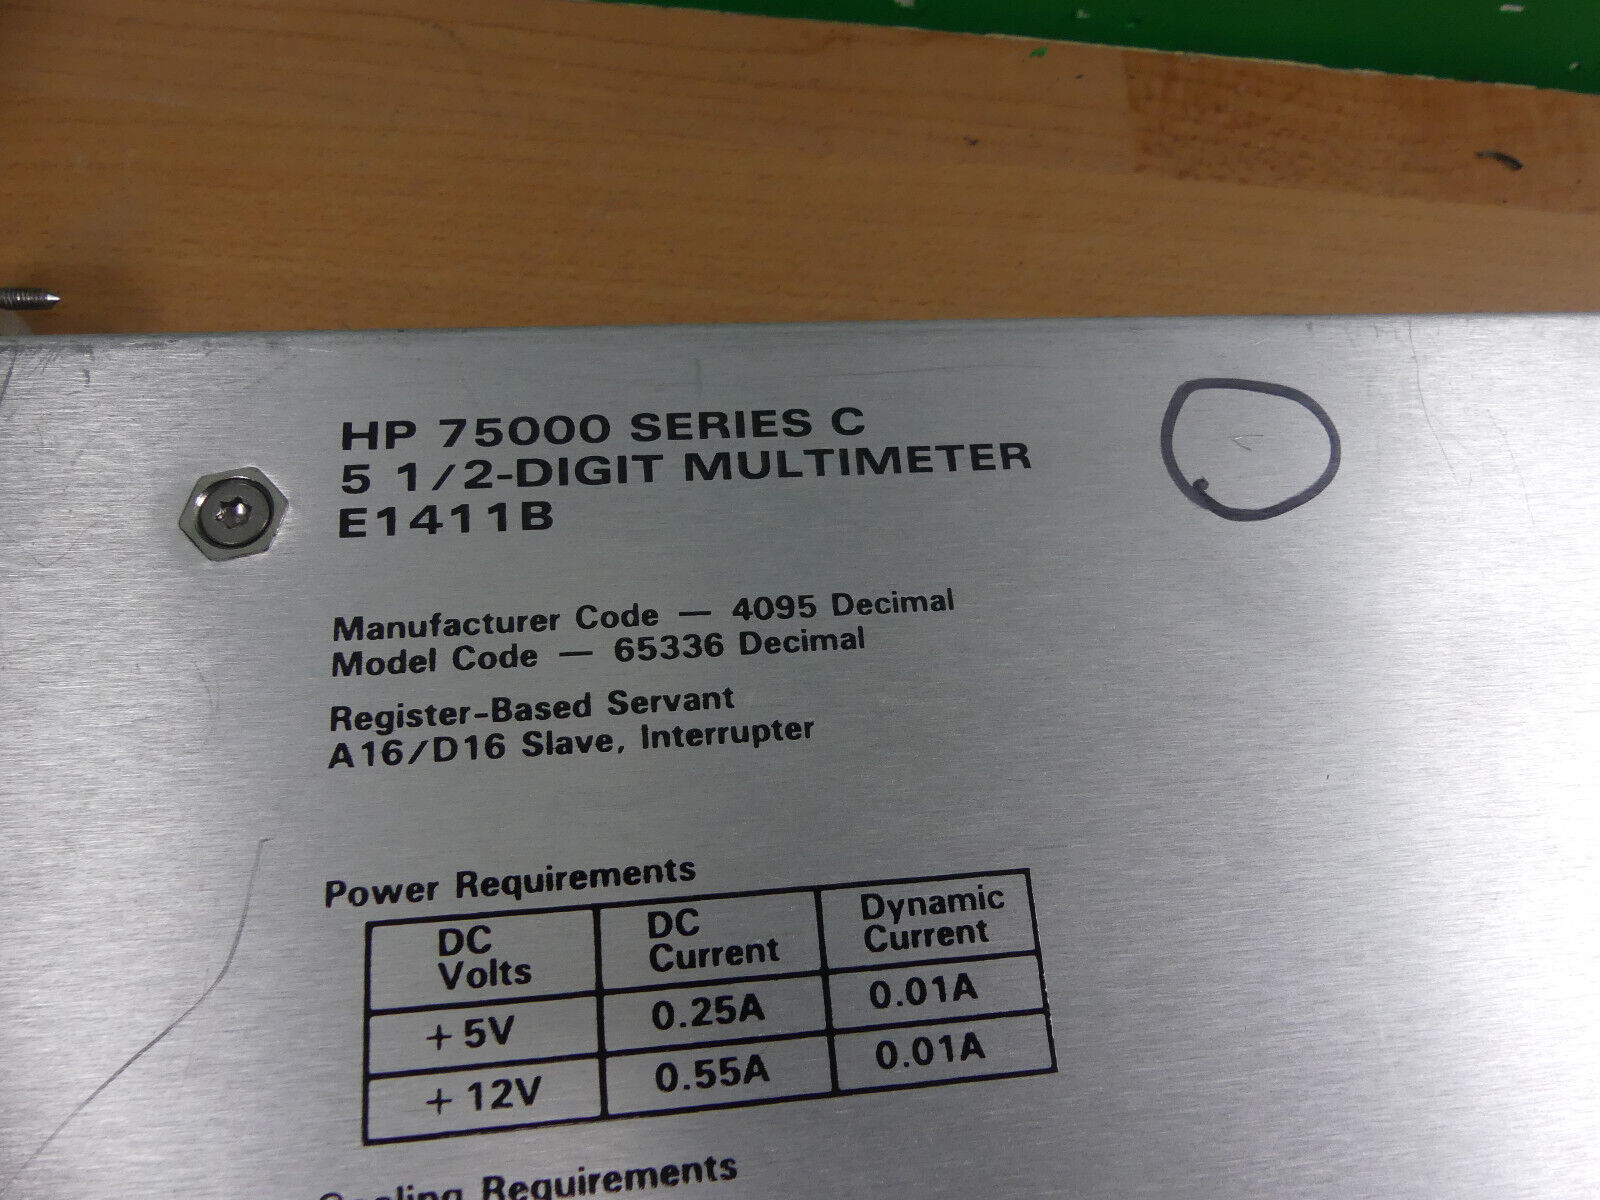 HP 75000 SERIES C
5 1/2-DIGIT MULTIMETER
E1411B
Manufacturer Code — 4095 Decimal
Model Code — 65336 Decimal
Register-Based Servant
A16/D16 Slave, Interrupter
Power Requirements
DC Volts DC Current Dynamic Current
+5V 0.25A 0.01A
+12V 0.55A 0.01A
Cooling Requirements